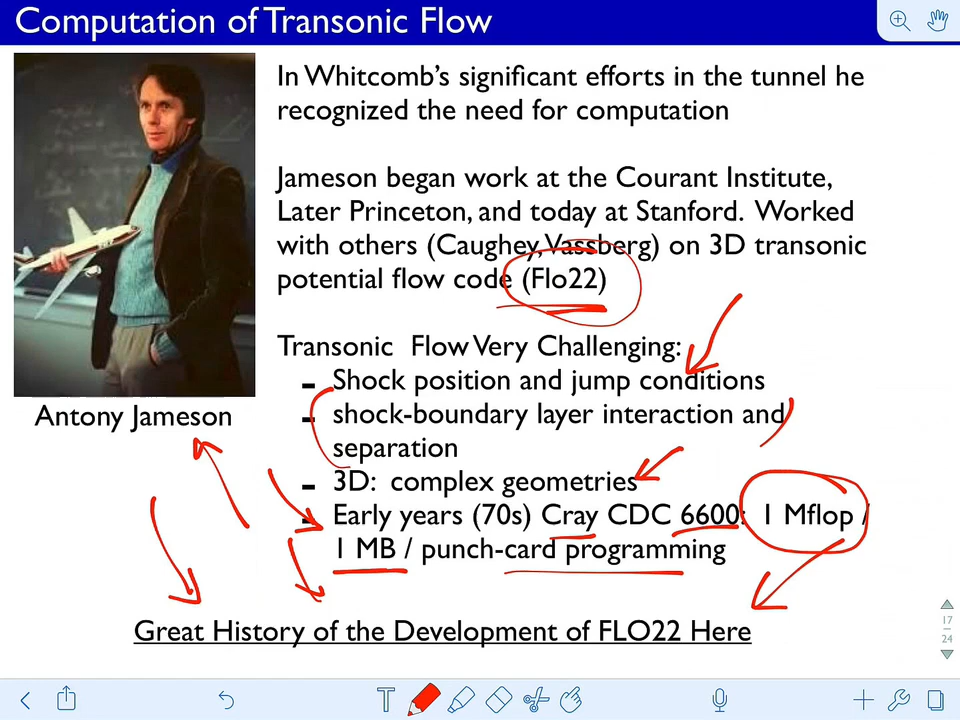 Computation of Transonic Flow
In Whitcomb's significant efforts in the tunnel he
recognized the need for computation
Jameson began work at the Courant Institute,
Later Princeton, and today at Stanford. Worked
with others (Caughey, Vassberg) on 3D transonic
potential flow code (Flo22)
Transonic Flow Very Challenging:
- Shock position and jump conditions
- shock-boundary layer interaction and
separation
- 3D: complex geometries
- Early years (70s) Cray CDC 6600: 1 Mflop /
1 MB / punch-card programming
Antony Jameson
Great History of the Development of FLO22 Here
17
24
T